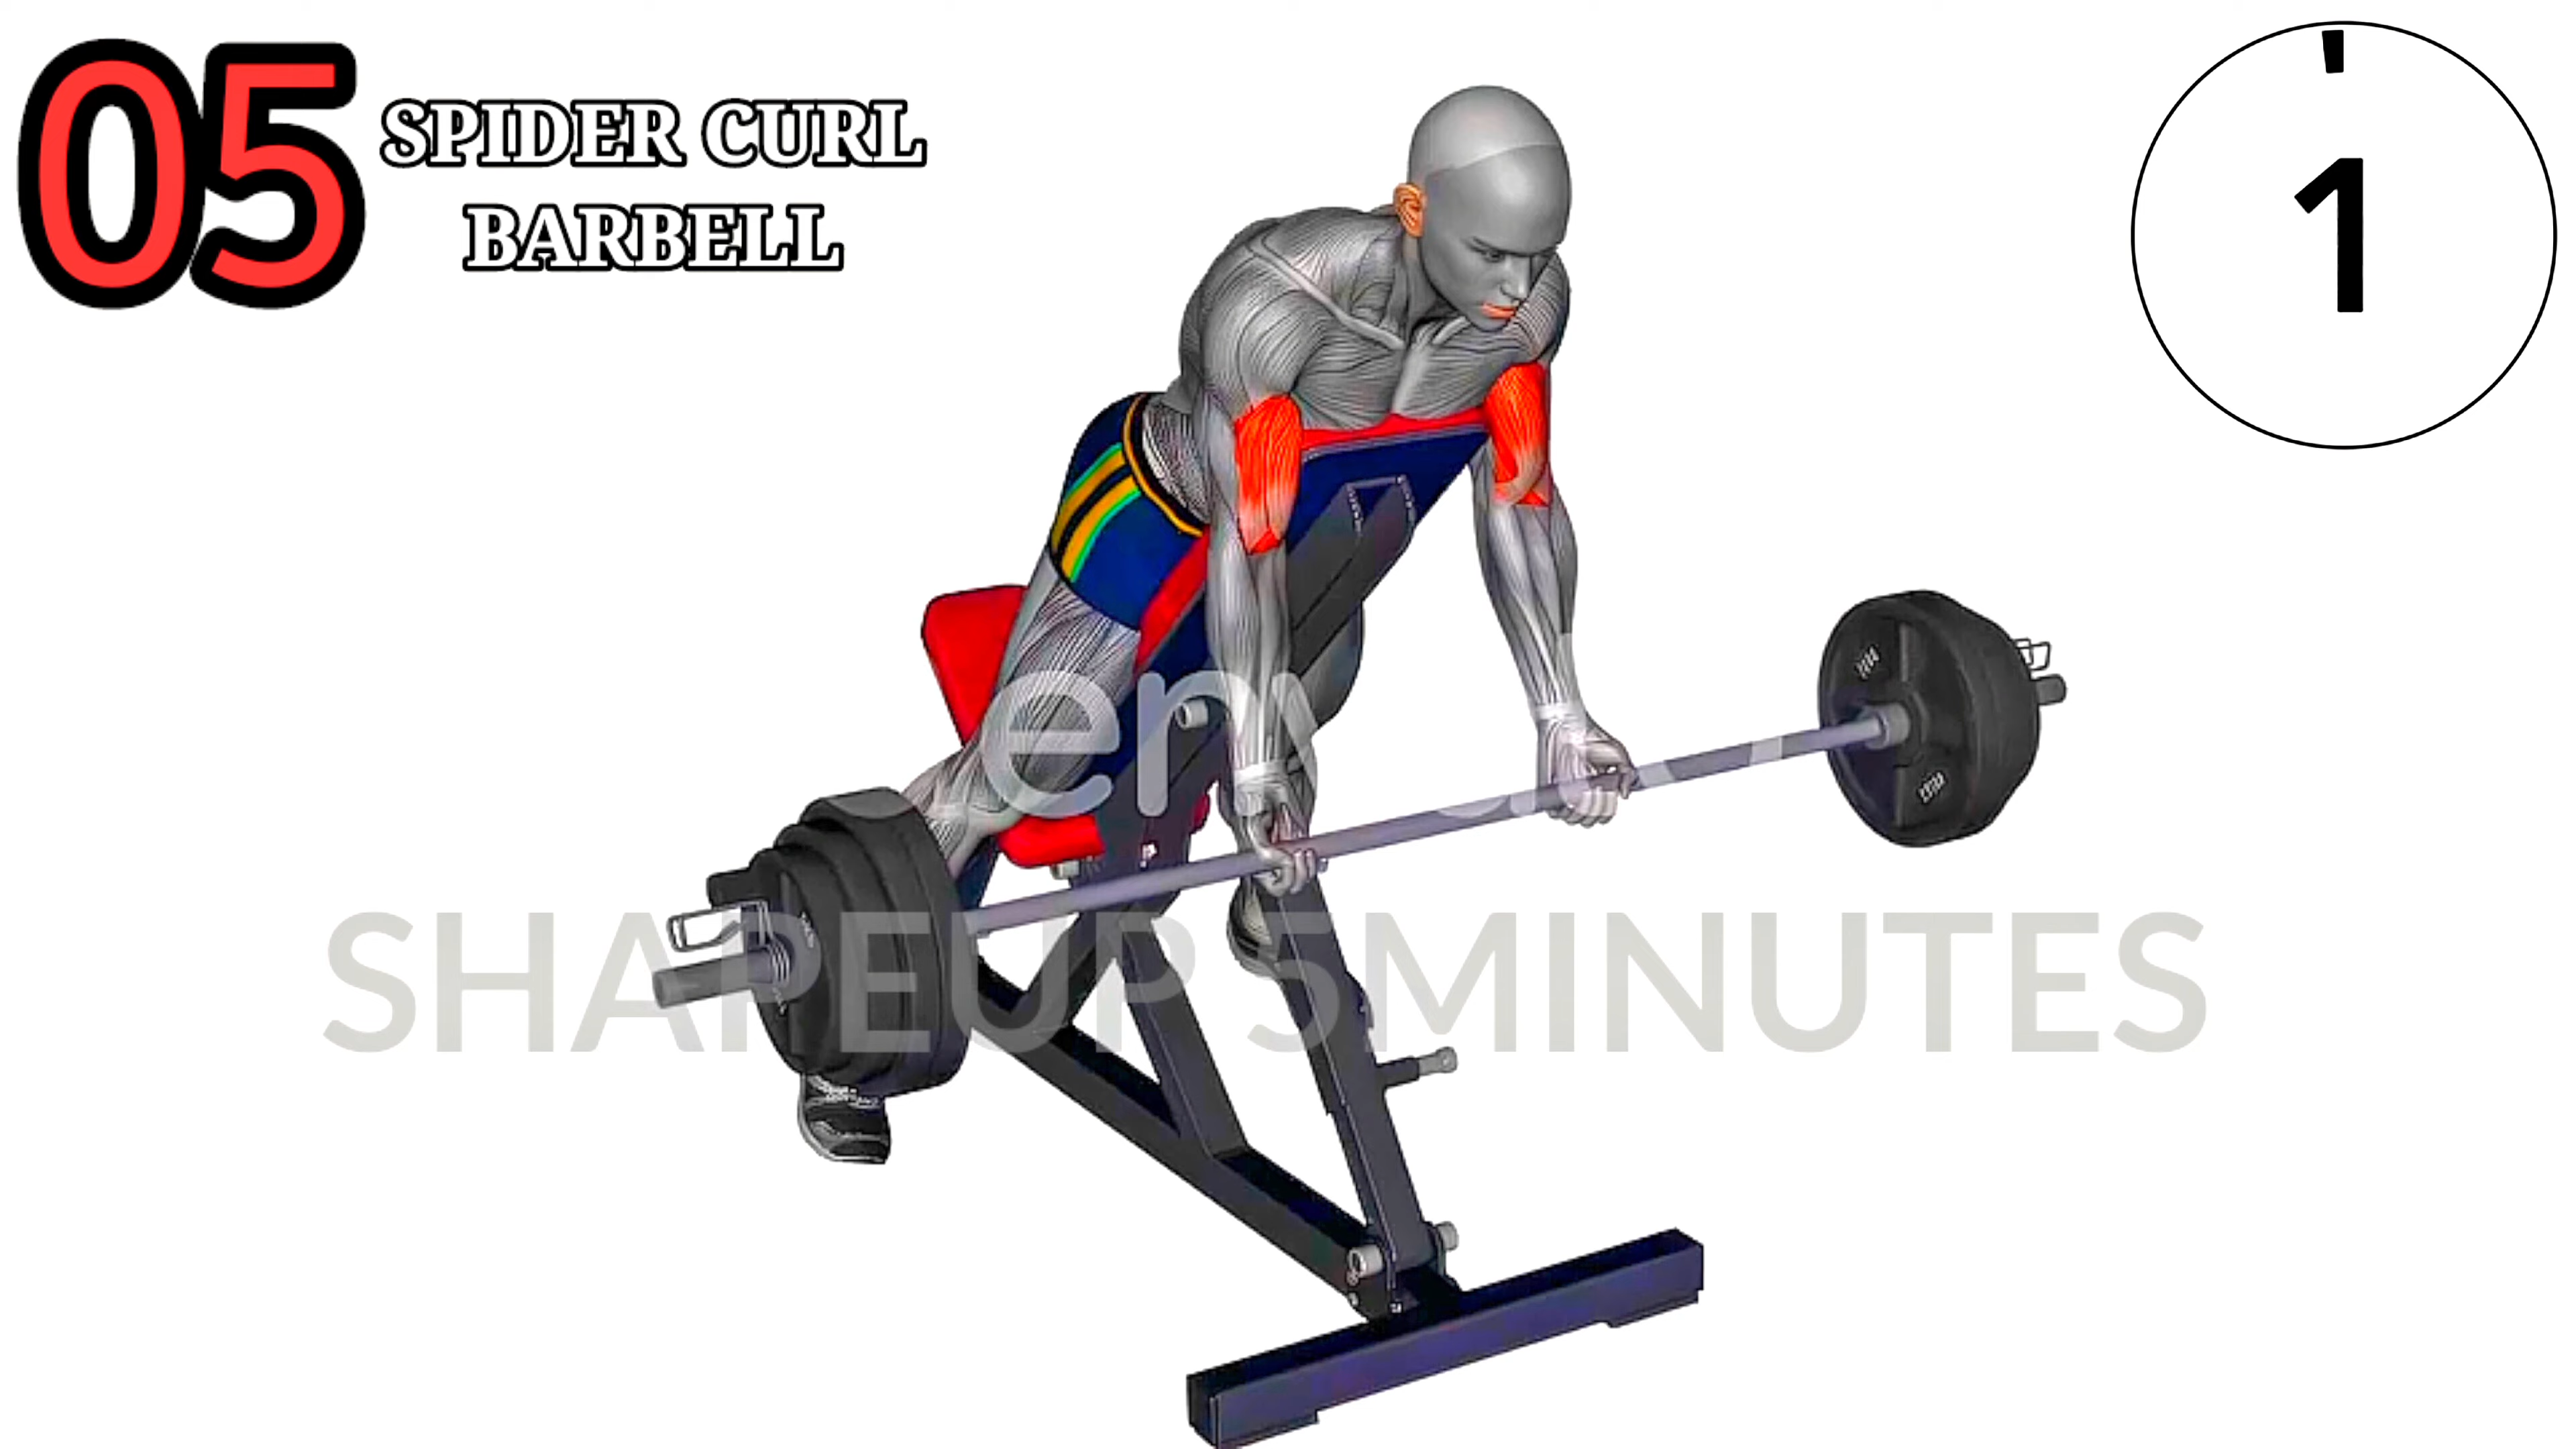 05
SPIDER CURL
BARBELL
1
SHAPEUP 5MINUTES